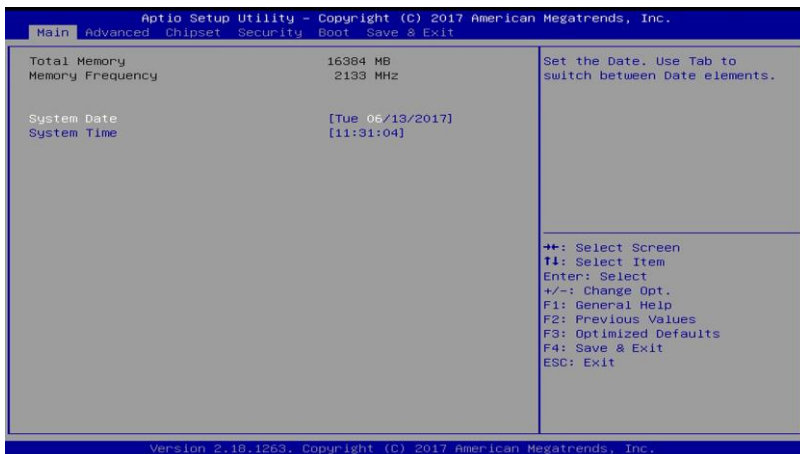 Aptio Setup Utility – Copyright (C) 2017 American Megatrends, Inc.
Main Advanced Chipset Security Boot Save & Exit
Total Memory 16384 MB
Memory Frequency 2133 MHz
System Date [Tue 06/13/2017]
System Time [11:31:04]
Set the Date. Use Tab to
switch between Date elements.
→←: Select Screen
↑↓: Select Item
Enter: Select
+/-: Change Opt.
F1: General Help
F2: Previous Values
F3: Optimized Defaults
F4: Save & Exit
ESC: Exit
Version 2.18.1263. Copyright (C) 2017 American Megatrends, Inc.